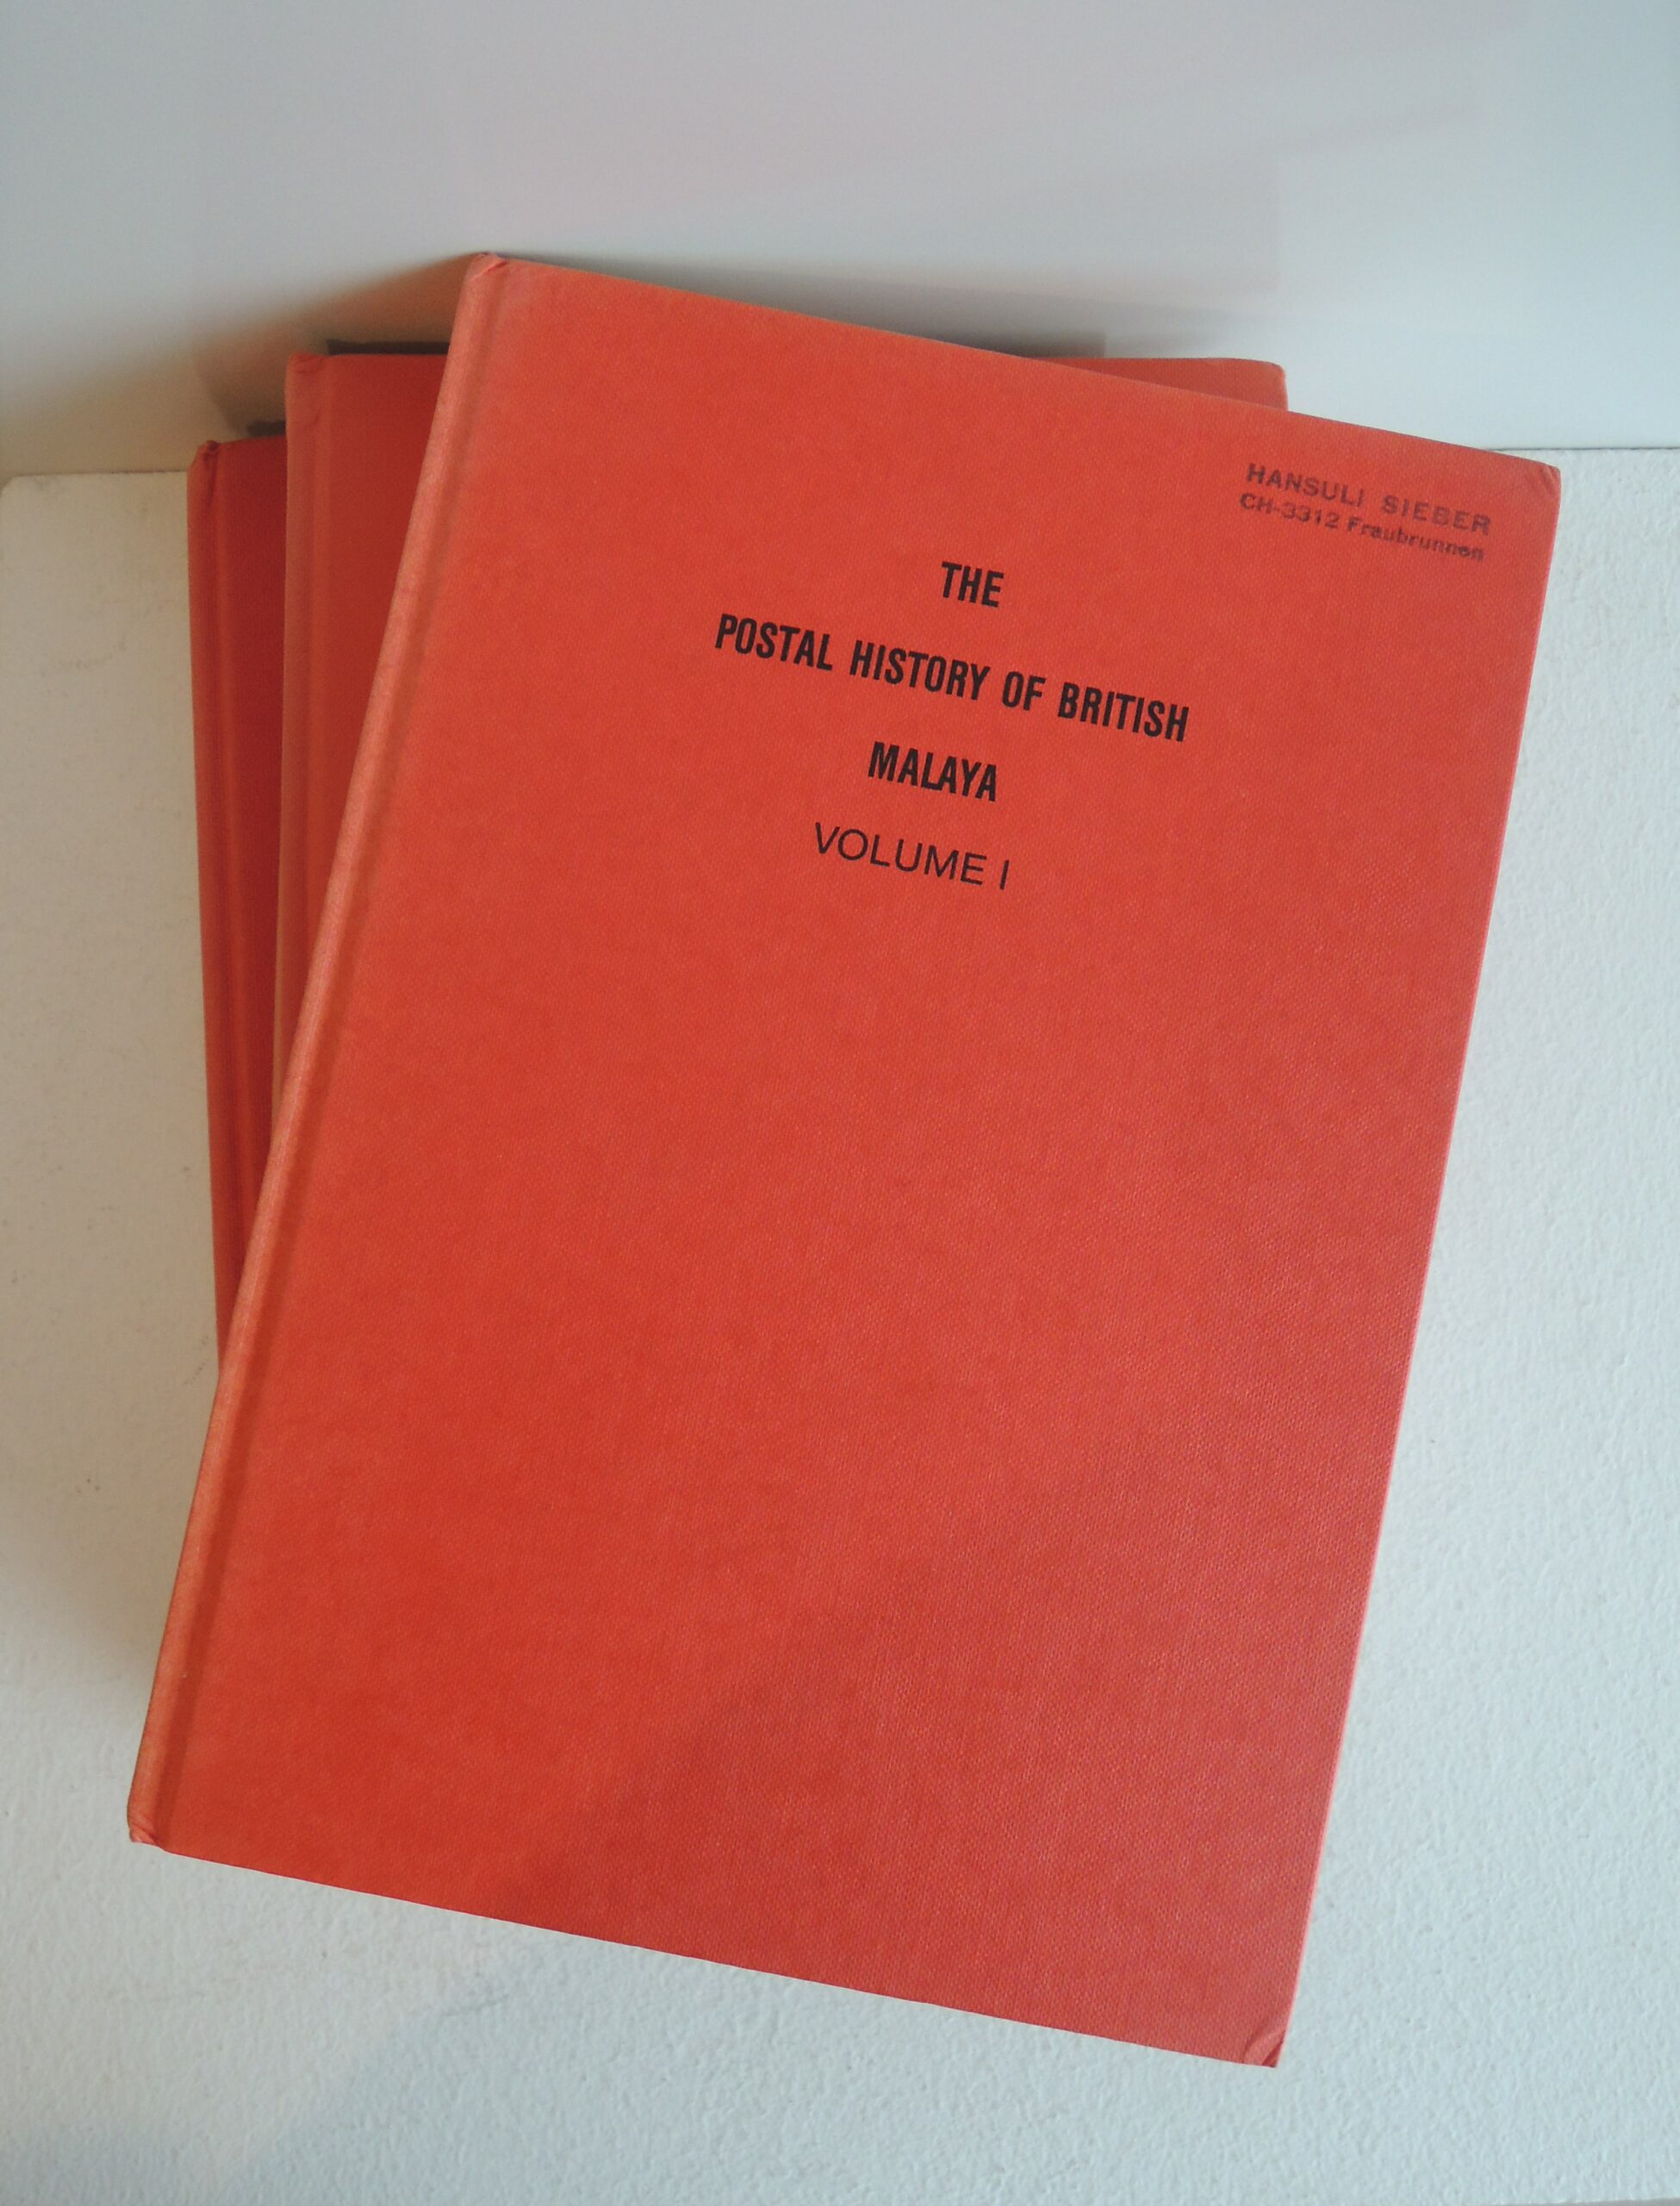 HANSULI SIEBER
CH-3312 Fraubrunnen
THE
POSTAL HISTORY OF BRITISH
MALAYA
VOLUME I